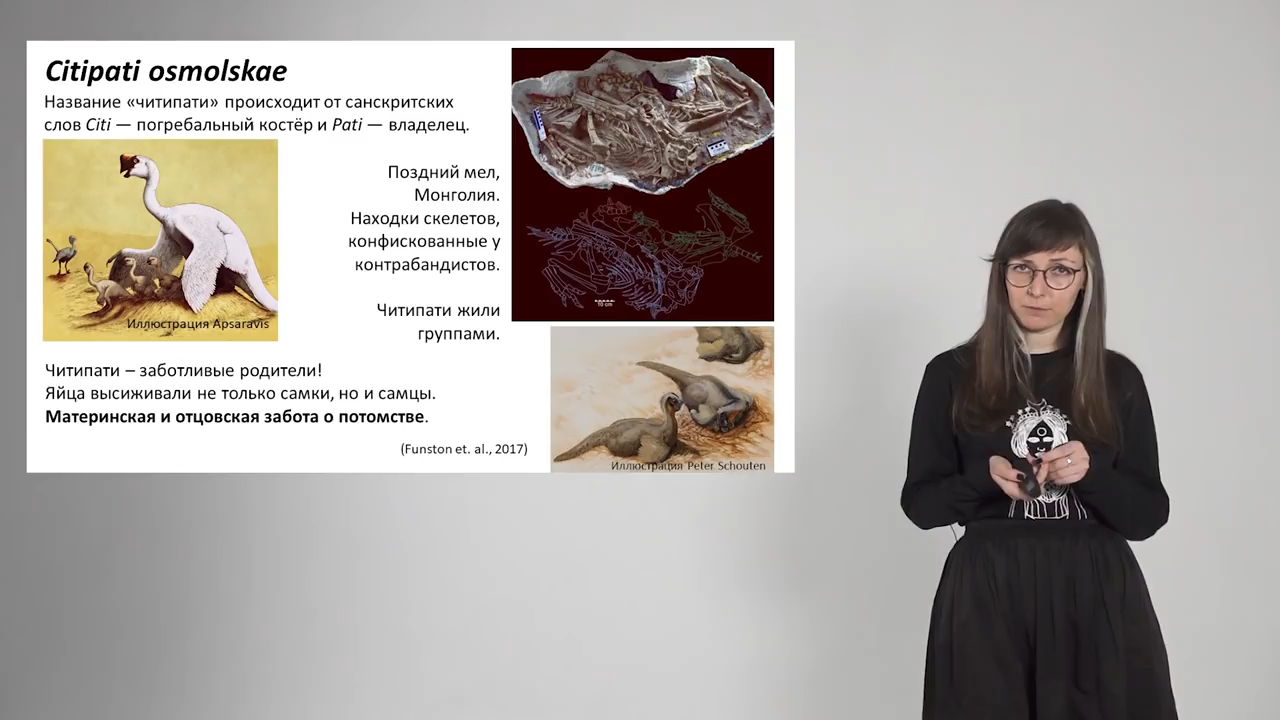 Citipati osmolskae
Название «читипати» происходит от санскритских
слов Citi — погребальный костёр и Pati — владелец.
Поздний мел,
Монголия.
Находки скелетов,
конфискованные у
контрабандистов.
Читипати жили
группами.
Иллюстрация Apsaravis
10 cm
Читипати – заботливые родители!
Яйца высиживали не только самки, но и самцы.
Материнская и отцовская забота о потомстве.
(Funston et. al., 2017)
Иллюстрация Peter Schouten